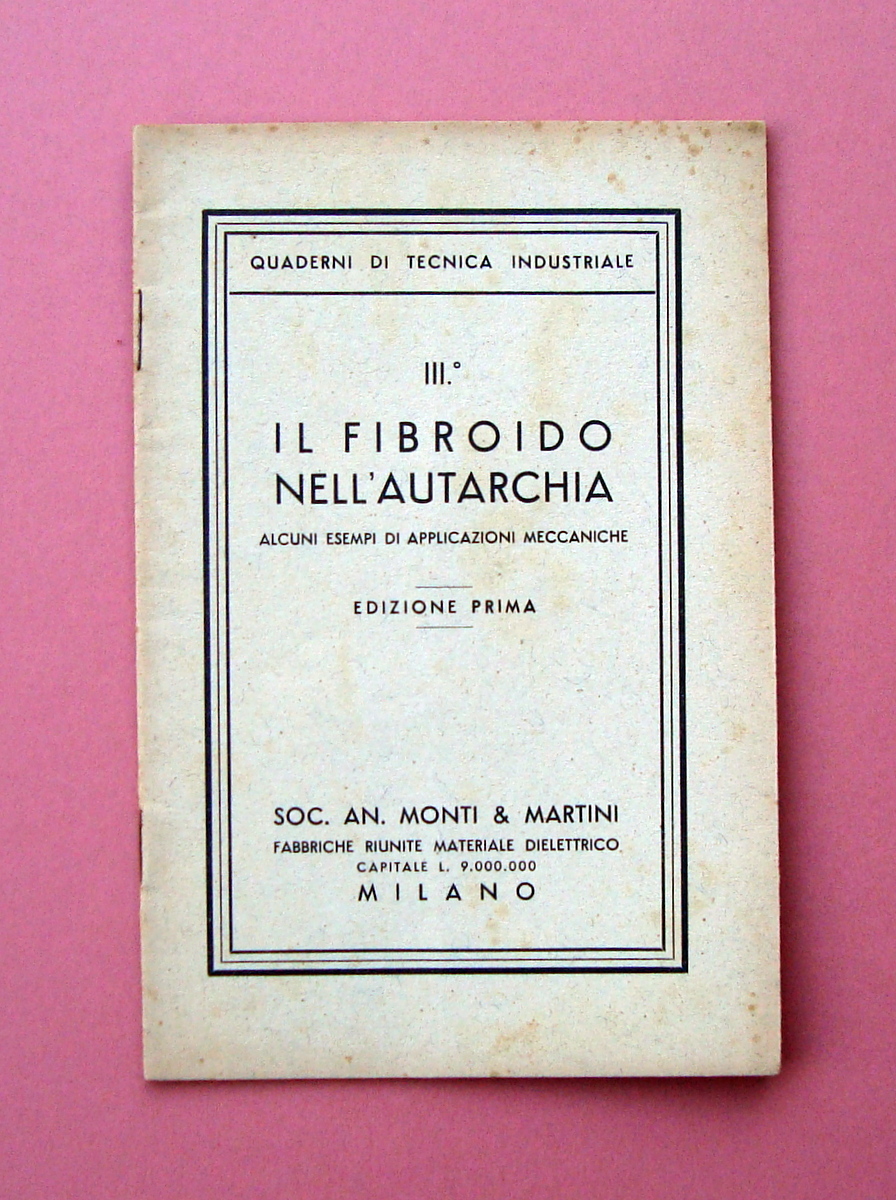 QUADERNI DI TECNICA INDUSTRIALE
III.°
IL FIBROIDO
NELL'AUTARCHIA
ALCUNI ESEMPI DI APPLICAZIONI MECCANICHE
EDIZIONE PRIMA
SOC. AN. MONTI & MARTINI
FABBRICHE RIUNITE MATERIALE DIELETTRICO
CAPITALE L. 9.000.000
MILANO